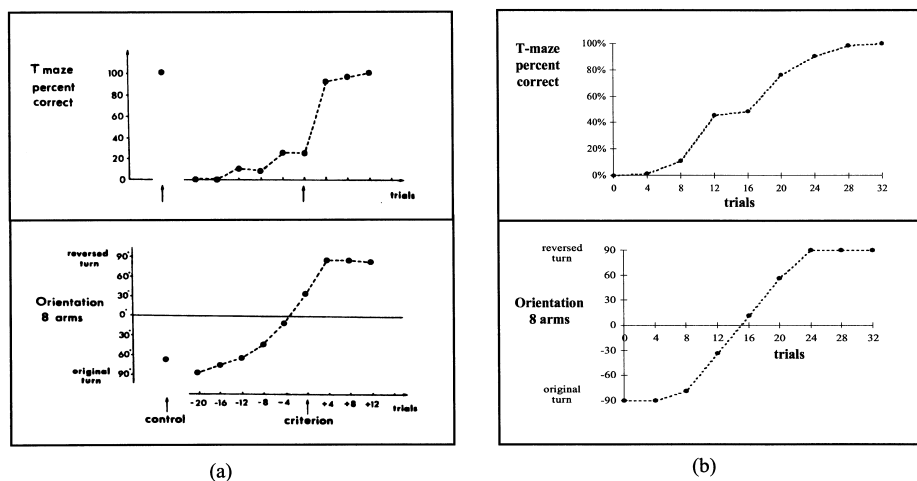 T maze
percent
correct
100
80
60
40
20
0
trials
reversed
turn
90°
60°
30°
Orientation
8 arms
0°
30°
60°
original
turn
90°
-20 -16 -12 -8 -4 0 +4 +8 +12 trials
control
criterion
(a)
T-maze
percent
correct
100%
80%
60%
40%
20%
0%
0 4 8 12 16 20 24 28 32
trials
reversed
turn
90
60
30
Orientation
8 arms
0
0 4 8 12 16 20 24 28 32
trials
-30
-60
original
turn
-90
(b)